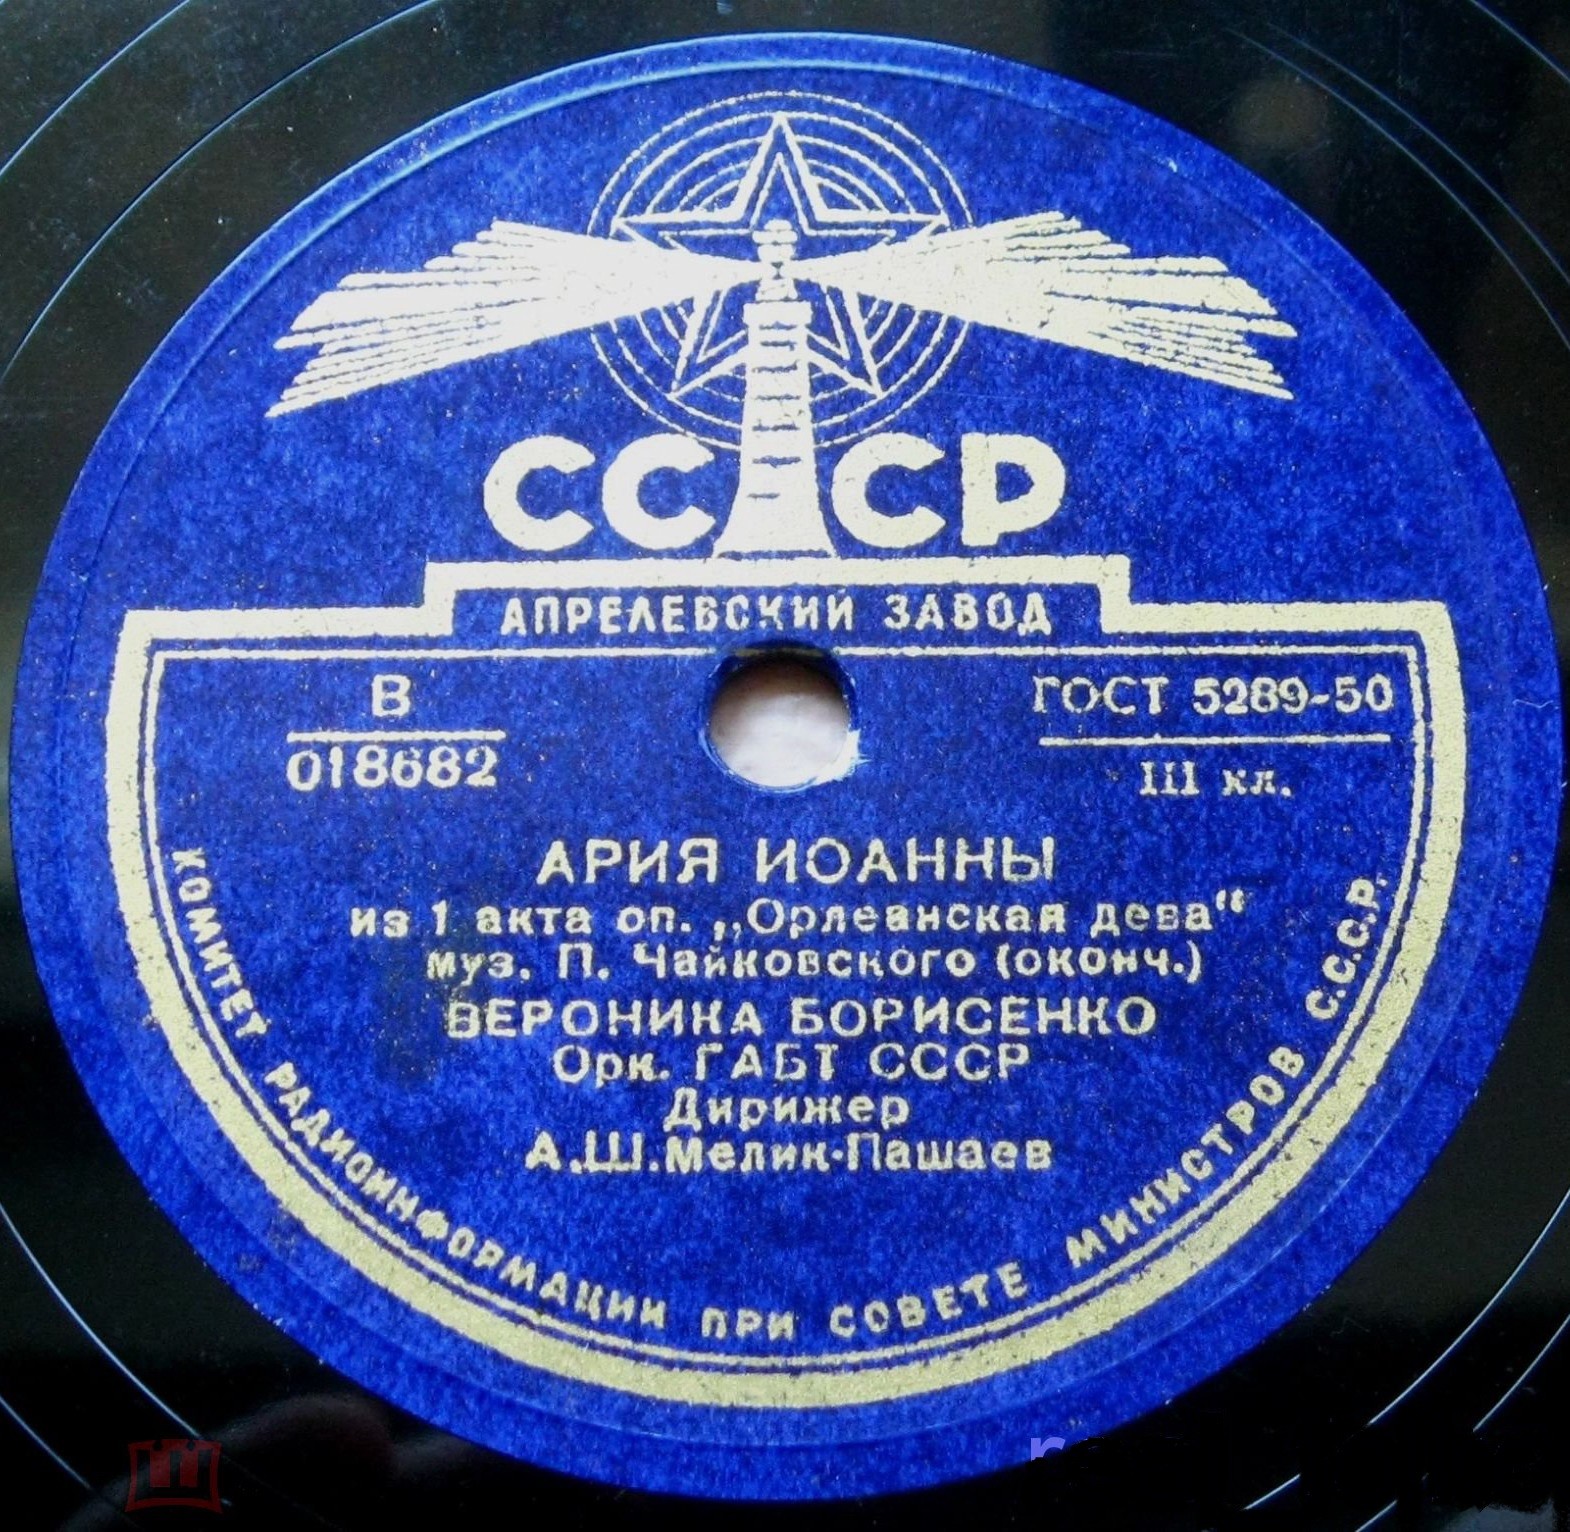 СССР
АПРЕЛЕВСКИЙ ЗАВОД
В
018682
ГОСТ 5289-50
III кл.
АРИЯ ИОАННЫ
из 1 акта оп. „Орлеанская дева“
муз. П. Чайковского (оконч.)
ВЕРОНИКА БОРИСЕНКО
Орк. ГАБТ СССР
Дирижер
А.Ш.Мелик-Пашаев
КОМИТЕТ РАДИОИНФОРМАЦИИ ПРИ СОВЕТЕ МИНИСТРОВ С.С.С.Р.